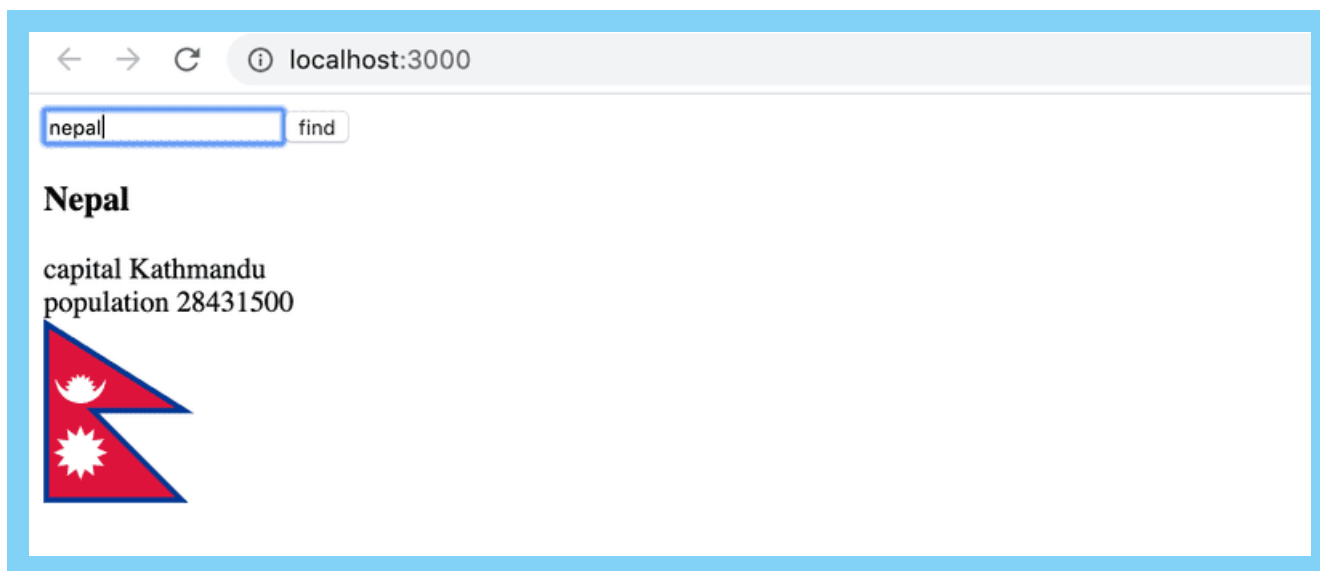 localhost:3000
nepal find
Nepal
capital Kathmandu
population 28431500